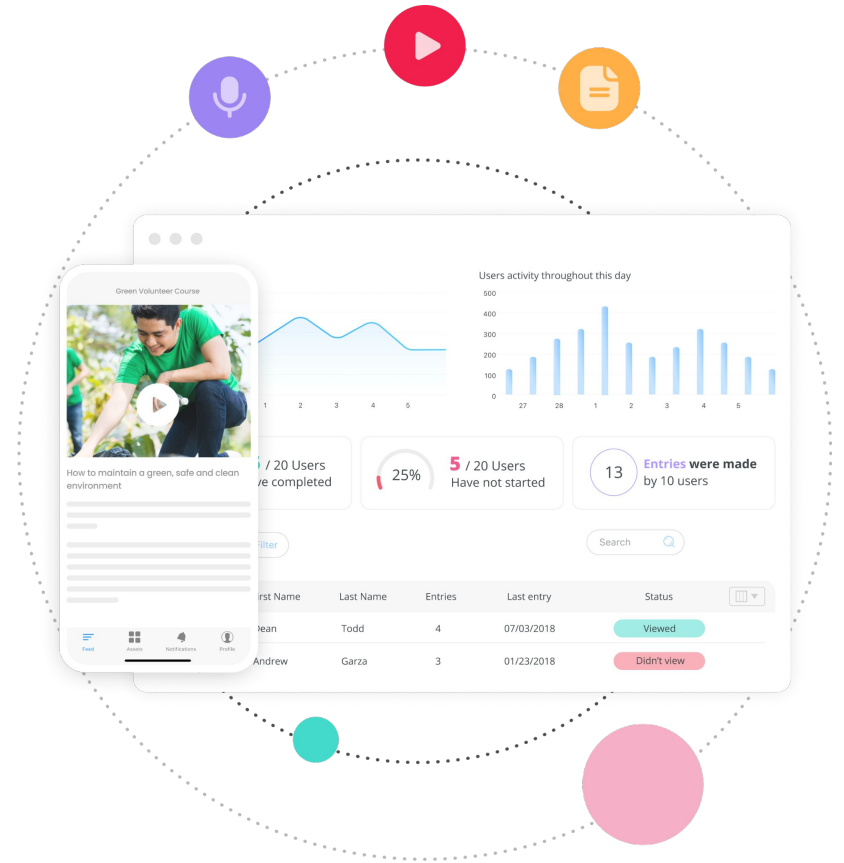 Green Volunteer Course
How to maintain a green, safe and clean
environment
Feed
Assets
Notifications
Profile
1 2 3 4 5
Users activity throughout this day
500
400
300
200
100
0
27 28 1 2 3 4 5
/ 20 Users
completed
25%
5 / 20 Users
Have not started
13
Entries were made
by 10 users
Filter
Search
Name Last Name Entries Last entry Status
Dean Todd 4 07/03/2018 Viewed
Andrew Garza 3 01/23/2018 Didn't view